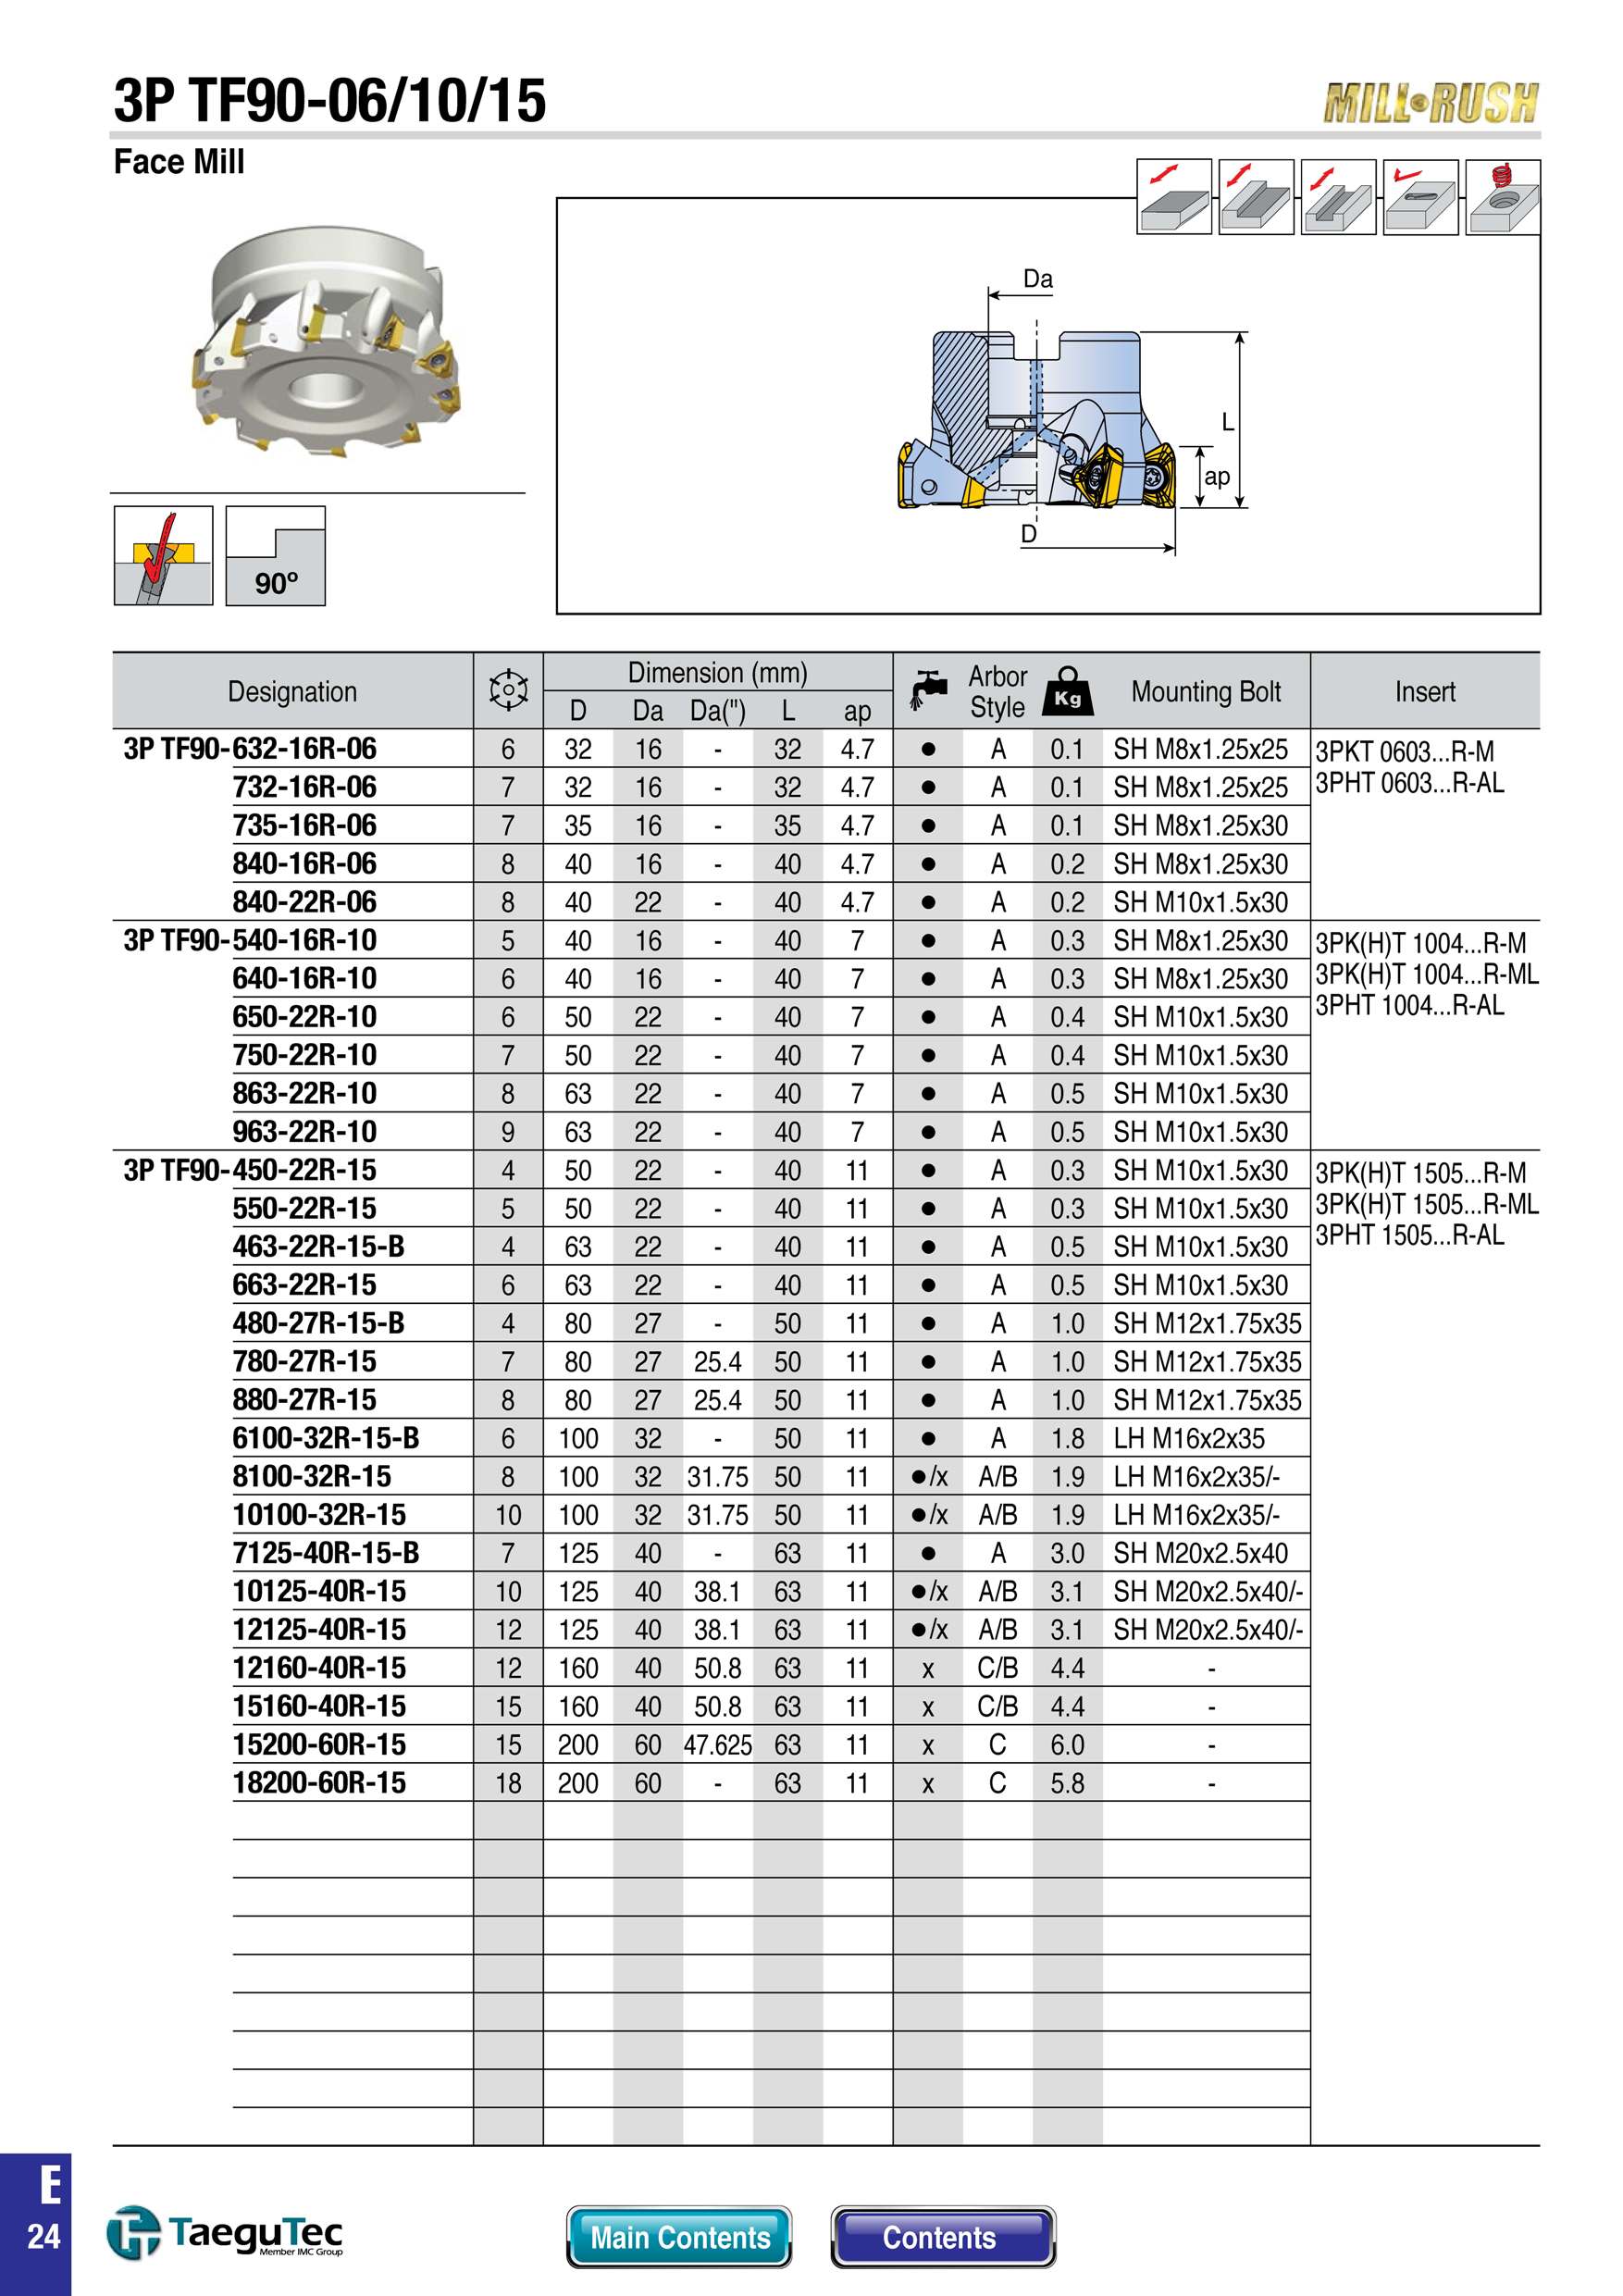 3P TF90-06/10/15
MILL•RUSH
Face Mill
Da
L
ap
D
90º
Designation Dimension (mm) Arbor Style Kg Mounting Bolt Insert
D Da Da(") L ap
3P TF90-632-16R-06 6 32 16 - 32 4.7 ● A 0.1 SH M8x1.25x25 3PKT 0603...R-M
732-16R-06 7 32 16 - 32 4.7 ● A 0.1 SH M8x1.25x25 3PHT 0603...R-AL
735-16R-06 7 35 16 - 35 4.7 ● A 0.1 SH M8x1.25x30
840-16R-06 8 40 16 - 40 4.7 ● A 0.2 SH M8x1.25x30
840-22R-06 8 40 22 - 40 4.7 ● A 0.2 SH M10x1.5x30
3P TF90-540-16R-10 5 40 16 - 40 7 ● A 0.3 SH M8x1.25x30 3PK(H)T 1004...R-M
640-16R-10 6 40 16 - 40 7 ● A 0.3 SH M8x1.25x30 3PK(H)T 1004...R-ML
650-22R-10 6 50 22 - 40 7 ● A 0.4 SH M10x1.5x30 3PHT 1004...R-AL
750-22R-10 7 50 22 - 40 7 ● A 0.4 SH M10x1.5x30
863-22R-10 8 63 22 - 40 7 ● A 0.5 SH M10x1.5x30
963-22R-10 9 63 22 - 40 7 ● A 0.5 SH M10x1.5x30
3P TF90-450-22R-15 4 50 22 - 40 11 ● A 0.3 SH M10x1.5x30 3PK(H)T 1505...R-M
550-22R-15 5 50 22 - 40 11 ● A 0.3 SH M10x1.5x30 3PK(H)T 1505...R-ML
463-22R-15-B 4 63 22 - 40 11 ● A 0.5 SH M10x1.5x30 3PHT 1505...R-AL
663-22R-15 6 63 22 - 40 11 ● A 0.5 SH M10x1.5x30
480-27R-15-B 4 80 27 - 50 11 ● A 1.0 SH M12x1.75x35
780-27R-15 7 80 27 25.4 50 11 ● A 1.0 SH M12x1.75x35
880-27R-15 8 80 27 25.4 50 11 ● A 1.0 SH M12x1.75x35
6100-32R-15-B 6 100 32 - 50 11 ● A 1.8 LH M16x2x35
8100-32R-15 8 100 32 31.75 50 11 ●/x A/B 1.9 LH M16x2x35/-
10100-32R-15 10 100 32 31.75 50 11 ●/x A/B 1.9 LH M16x2x35/-
7125-40R-15-B 7 125 40 - 63 11 ● A 3.0 SH M20x2.5x40
10125-40R-15 10 125 40 38.1 63 11 ●/x A/B 3.1 SH M20x2.5x40/-
12125-40R-15 12 125 40 38.1 63 11 ●/x A/B 3.1 SH M20x2.5x40/-
12160-40R-15 12 160 40 50.8 63 11 x C/B 4.4 -
15160-40R-15 15 160 40 50.8 63 11 x C/B 4.4 -
15200-60R-15 15 200 60 47.625 63 11 x C 6.0 -
18200-60R-15 18 200 60 - 63 11 x C 5.8 -
E
24
TaeguTec
Member IMC Group
Main Contents
Contents